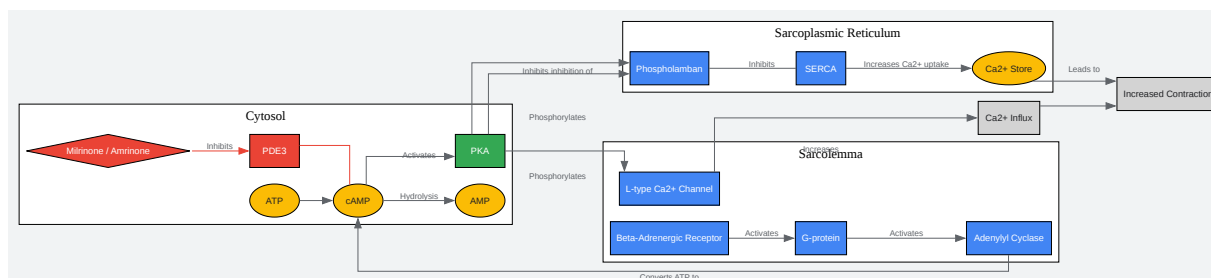 Sarcoplasmic Reticulum
Phospholamban
Inhibits
SERCA
Increases Ca2+ uptake
Ca2+ Store
Leads to
Increased Contraction
Inhibits inhibition of
Ca2+ Influx
Cytosol
Phosphorylates
Milrinone / Amrinone
Inhibits
PDE3
Activates
PKA
Increases
Sarcolemma
Phosphorylates
L-type Ca2+ Channel
ATP
cAMP
Hydrolysis
AMP
Beta-Adrenergic Receptor
Activates
G-protein
Activates
Adenylyl Cyclase
Converts ATP to